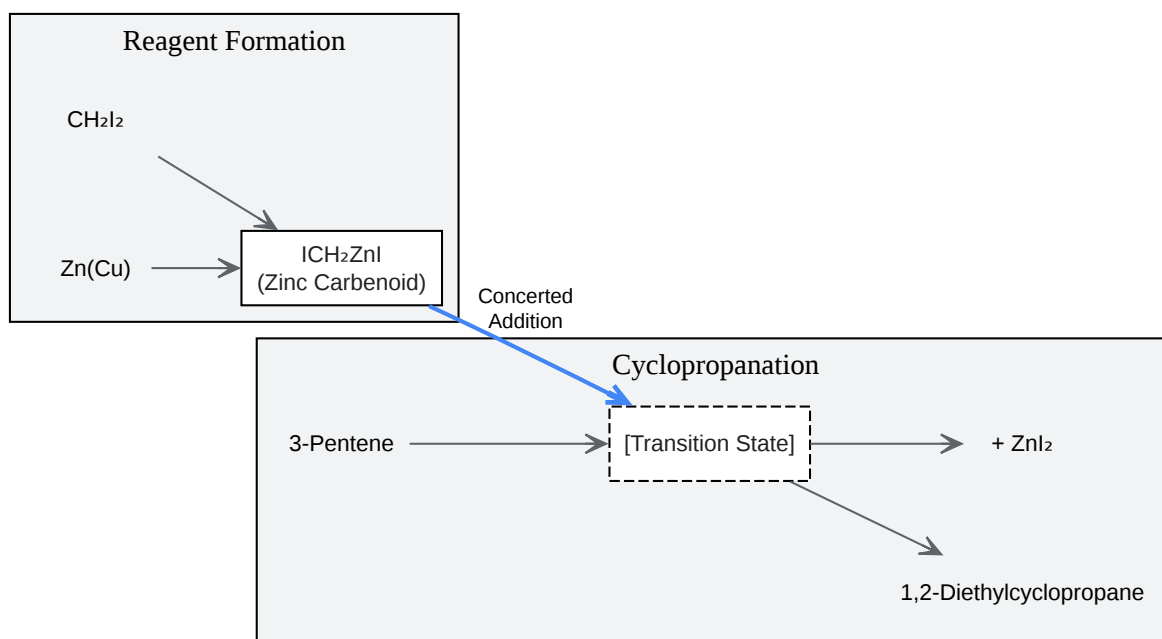 Reagent Formation
CH₂I₂
Zn(Cu)
ICH₂ZnI
(Zinc Carbenoid)
Concerted
Addition
Cyclopropanation
3-Pentene
[Transition State]
+ ZnI₂
1,2-Diethylcyclopropane